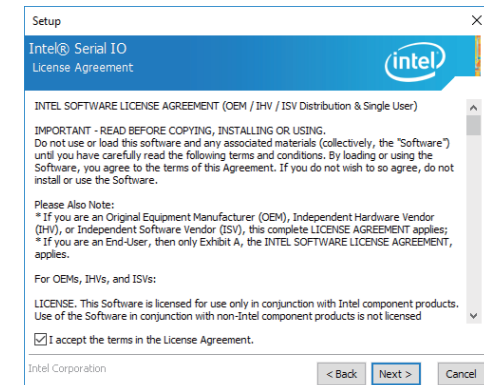 Setup
Intel® Serial IO
License Agreement
intel
INTEL SOFTWARE LICENSE AGREEMENT (OEM / IHV / ISV Distribution & Single User)
IMPORTANT - READ BEFORE COPYING, INSTALLING OR USING.
Do not use or load this software and any associated materials (collectively, the "Software")
until you have carefully read the following terms and conditions. By loading or using the
Software, you agree to the terms of this Agreement. If you do not wish to so agree, do not
install or use the Software.
Please Also Note:
* If you are an Original Equipment Manufacturer (OEM), Independent Hardware Vendor
(IHV), or Independent Software Vendor (ISV), this complete LICENSE AGREEMENT applies;
* If you are an End-User, then only Exhibit A, the INTEL SOFTWARE LICENSE AGREEMENT,
applies.
For OEMs, IHVs, and ISVs:
LICENSE. This Software is licensed for use only in conjunction with Intel component products.
Use of the Software in conjunction with non-Intel component products is not licensed
I accept the terms in the License Agreement.
Intel Corporation
< Back Next > Cancel